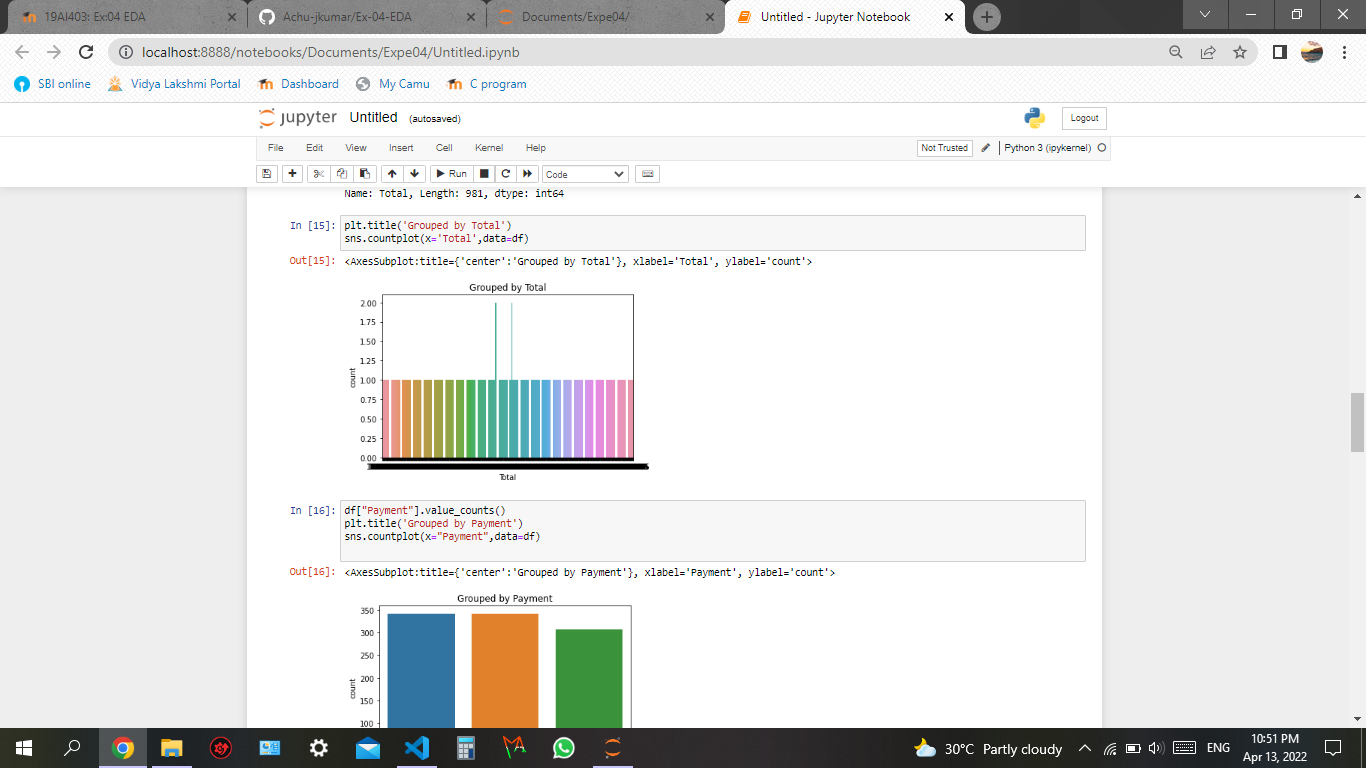 19AI403: Ex:04 EDA
Achu-jkumar/Ex-04-EDA
Documents/Expe04/
Untitled - Jupyter Notebook
localhost:8888/notebooks/Documents/Expe04/Untitled.ipynb
SBI online
Vidya Lakshmi Portal
Dashboard
My Camu
C program
jupyter Untitled (autosaved)
Logout
File Edit View Insert Cell Kernel Help
Not Trusted
Python 3 (ipykernel)
Run
Code
Name: Total, Length: 981, dtype: int64
In [15]: plt.title('Grouped by Total')
sns.countplot(x='Total',data=df)
Out[15]: <AxesSubplot:title={'center':'Grouped by Total'}, xlabel='Total', ylabel='count'>
Grouped by Total
2.00
1.75
1.50
1.25
1.00
0.75
0.50
0.25
0.00
count
Total
In [16]: df["Payment"].value_counts()
plt.title('Grouped by Payment')
sns.countplot(x="Payment",data=df)
Out[16]: <AxesSubplot:title={'center':'Grouped by Payment'}, xlabel='Payment', ylabel='count'>
Grouped by Payment
350
300
250
200
150
100
count
30°C Partly cloudy
ENG
10:51 PM
Apr 13, 2022